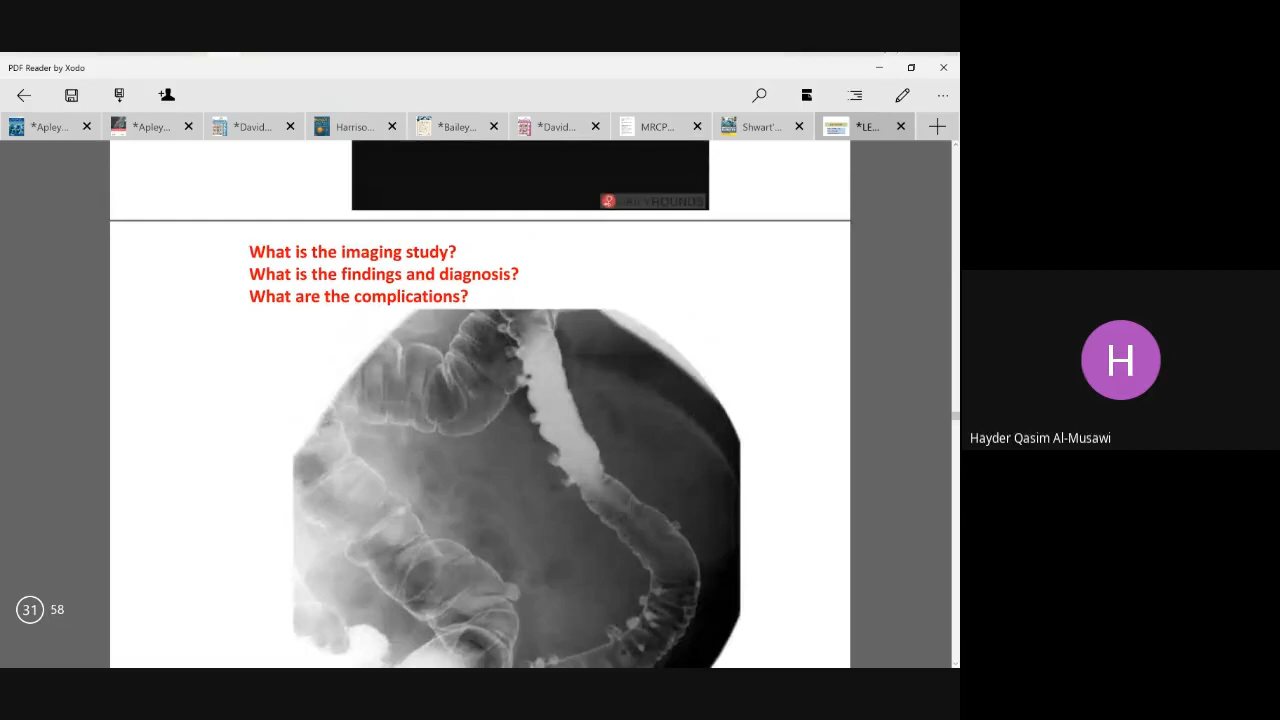 PDF Reader by Xodo
*Apley...
*Apley...
*David...
Harriso...
*Bailey...
*David...
MRCP...
Shwart'...
*LE...
What is the imaging study?
What is the findings and diagnosis?
What are the complications?
H
Hayder Qasim Al-Musawi
31 58